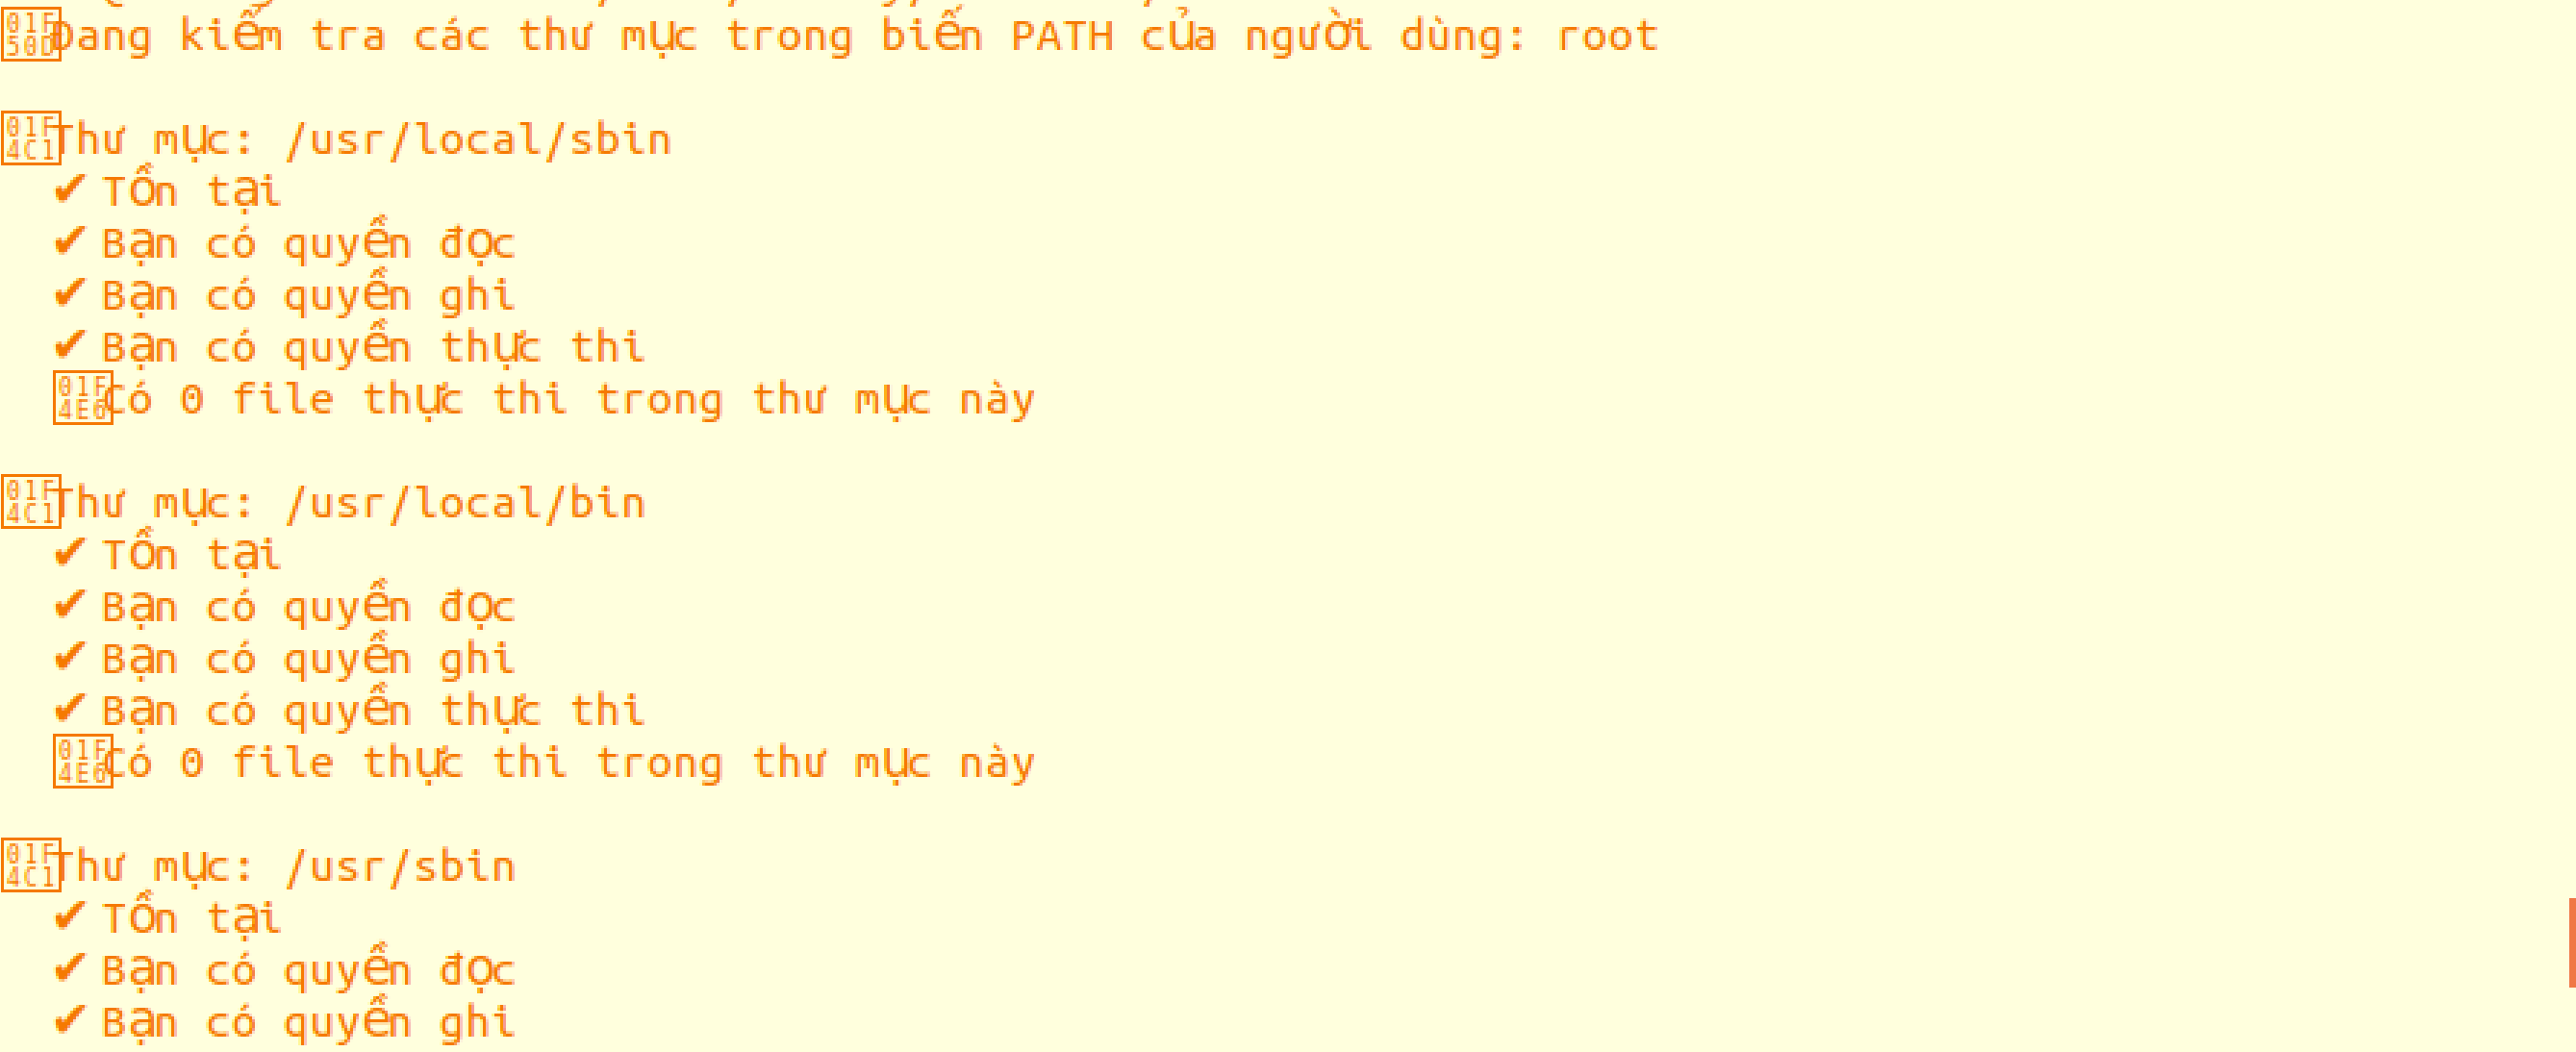 Đang kiểm tra các thư mục trong biến PATH của người dùng: root
Thư mục: /usr/local/sbin
✔ Tồn tại
✔ Bạn có quyền đọc
✔ Bạn có quyền ghi
✔ Bạn có quyền thực thi
Có 0 file thực thi trong thư mục này
Thư mục: /usr/local/bin
✔ Tồn tại
✔ Bạn có quyền đọc
✔ Bạn có quyền ghi
✔ Bạn có quyền thực thi
Có 0 file thực thi trong thư mục này
Thư mục: /usr/sbin
✔ Tồn tại
✔ Bạn có quyền đọc
✔ Bạn có quyền ghi